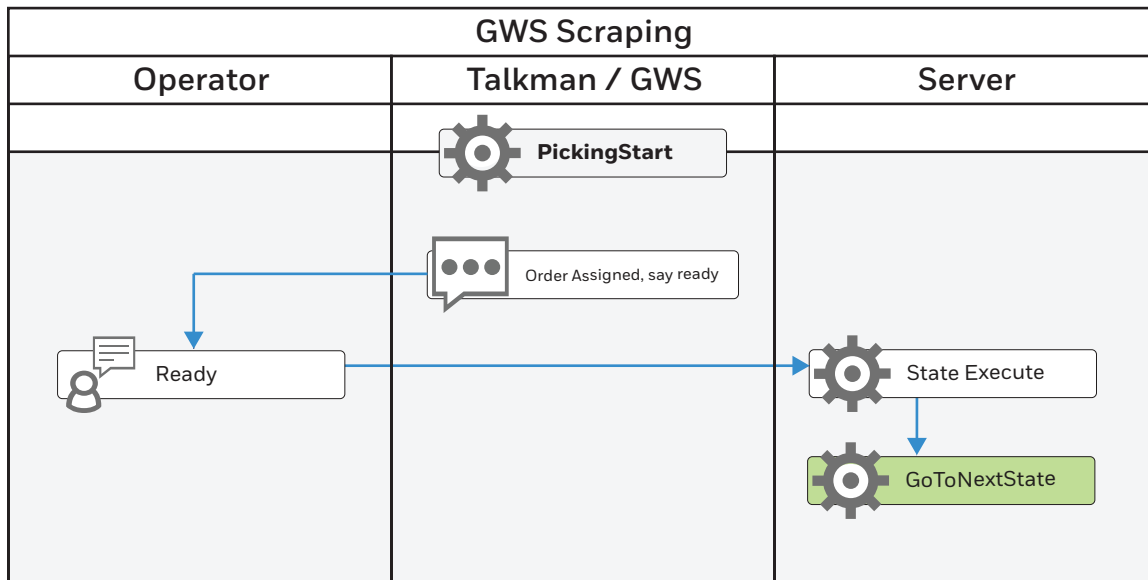 GWS Scraping
Operator
Talkman / GWS
Server
PickingStart
Order Assigned, say ready
Ready
State Execute
GoToNextState